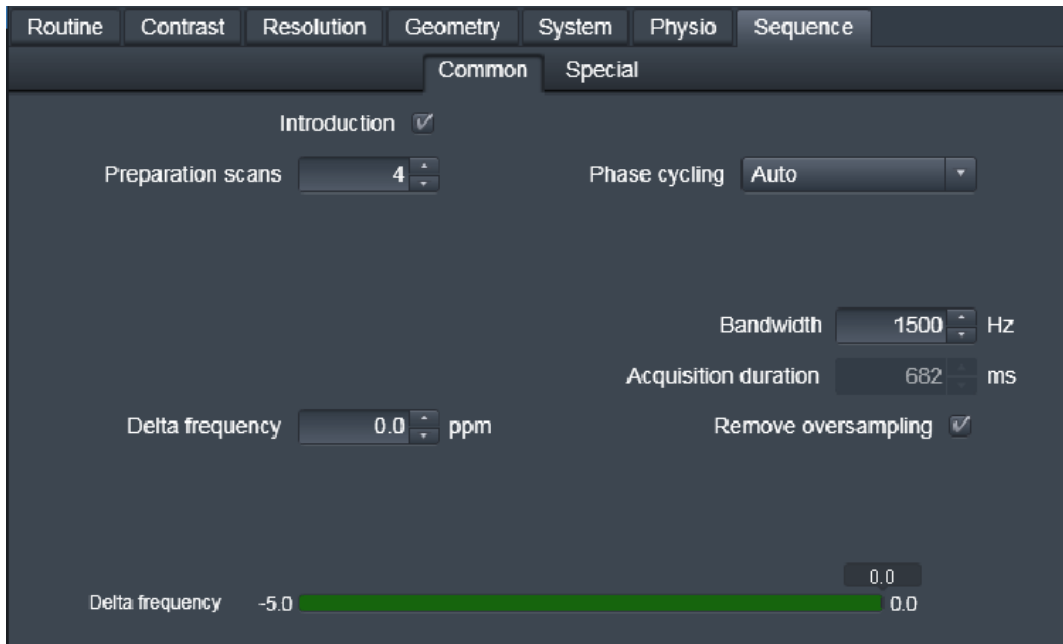 Routine Contrast Resolution Geometry System Physio Sequence
Common Special
Introduction
Preparation scans 4 Phase cycling Auto
Bandwidth 1500 Hz
Acquisition duration 682 ms
Delta frequency 0.0 ppm Remove oversampling
0.0
Delta frequency -5.0 0.0